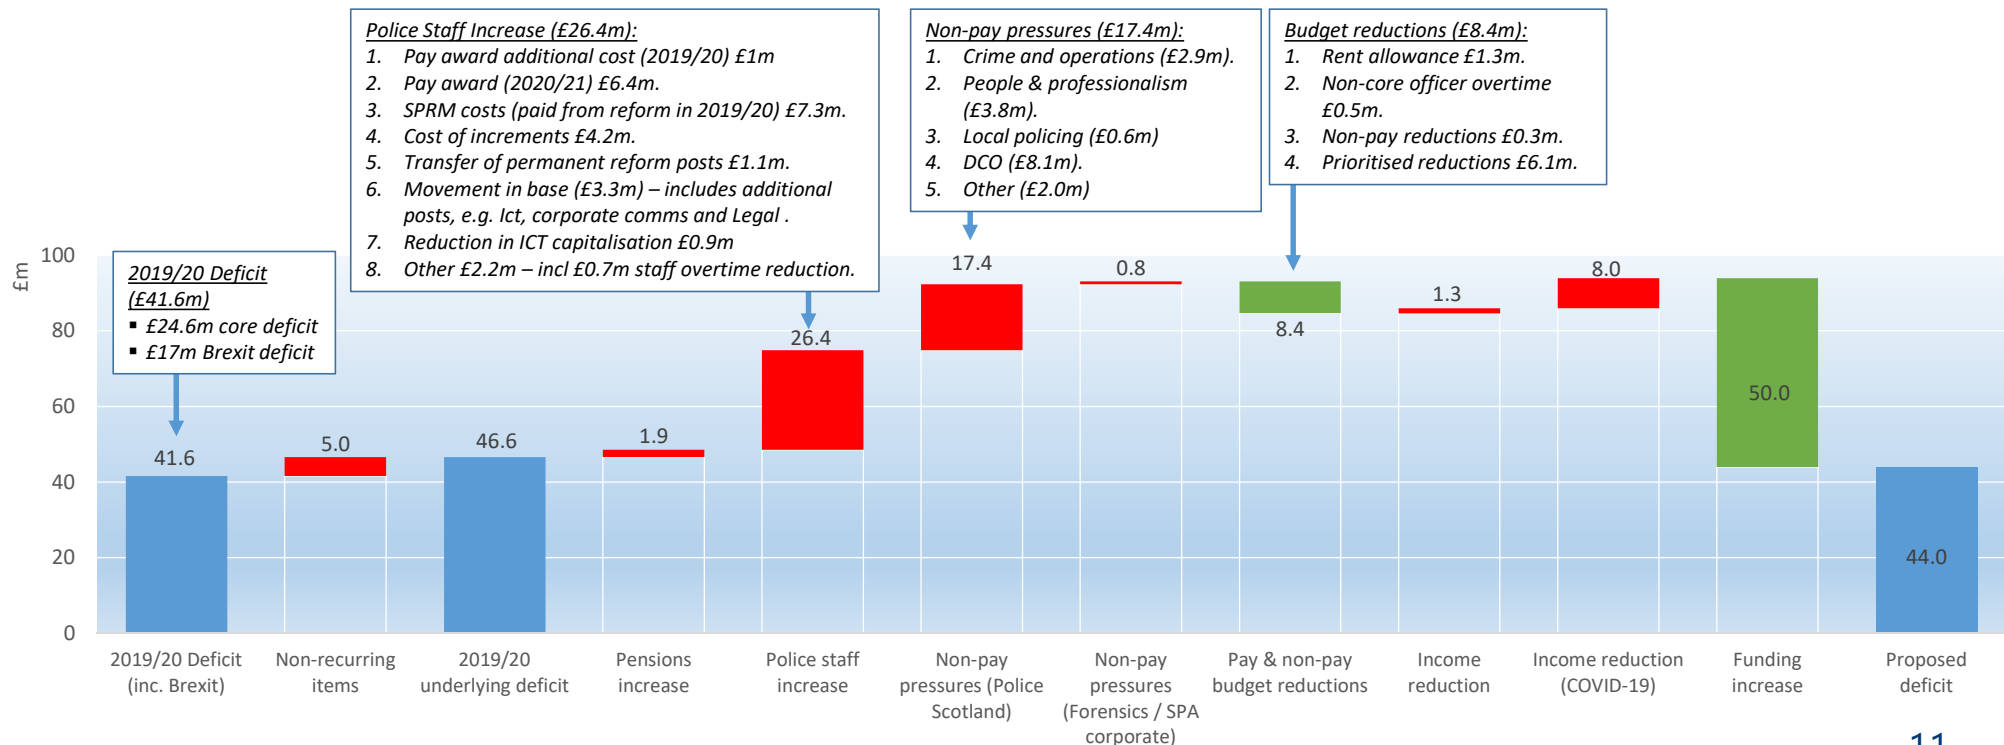 Police Staff Increase (£26.4m):
1. Pay award additional cost (2019/20) £1m
2. Pay award (2020/21) £6.4m.
3. SPRM costs (paid from reform in 2019/20) £7.3m.
4. Cost of increments £4.2m.
5. Transfer of permanent reform posts £1.1m.
6. Movement in base (£3.3m) – includes additional
posts, e.g. Ict, corporate comms and Legal .
7. Reduction in ICT capitalisation £0.9m
8. Other £2.2m – incl £0.7m staff overtime reduction.
Non-pay pressures (£17.4m):
1. Crime and operations (£2.9m).
2. People & professionalism
(£3.8m).
3. Local policing (£0.6m)
4. DCO (£8.1m).
5. Other (£2.0m)
Budget reductions (£8.4m):
1. Rent allowance £1.3m.
2. Non-core officer overtime
£0.5m.
3. Non-pay reductions £0.3m.
4. Prioritised reductions £6.1m.
2019/20 Deficit
(£41.6m)
▪ £24.6m core deficit
▪ £17m Brexit deficit
£m
100
80
60
40
20
0
41.6
5.0
46.6
1.9
26.4
17.4
0.8
8.4
1.3
8.0
50.0
44.0
2019/20 Deficit
(inc. Brexit)
Non-recurring
items
2019/20
underlying deficit
Pensions
increase
Police staff
increase
Non-pay
pressures (Police
Scotland)
Non-pay
pressures
(Forensics / SPA
corporate)
Pay & non-pay
budget reductions
Income
reduction
Income reduction
(COVID-19)
Funding
increase
Proposed
deficit
11